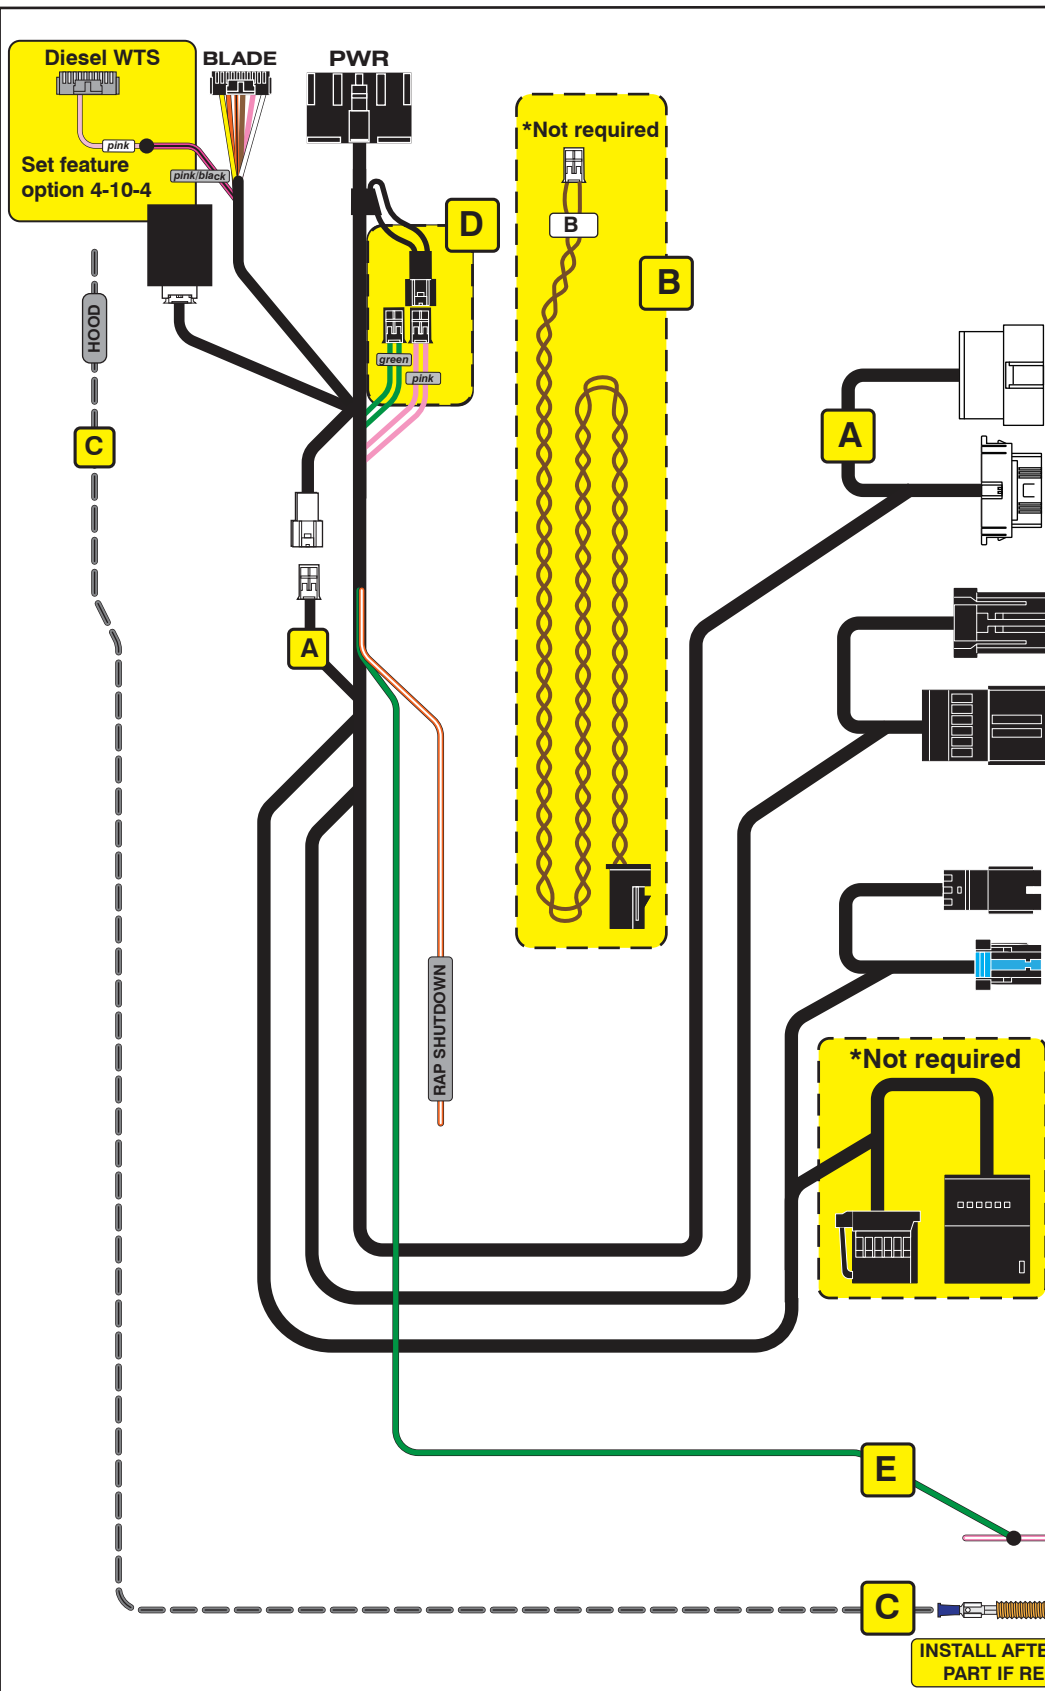 Diesel WTS
BLADE
PWR
pink
Set feature
option 4-10-4
pink/black
*Not required
B
D
B
HOOD
green
pink
C
A
A
RAP SHUTDOWN
*Not required
E
C
INSTALL AFTE
PART IF RE